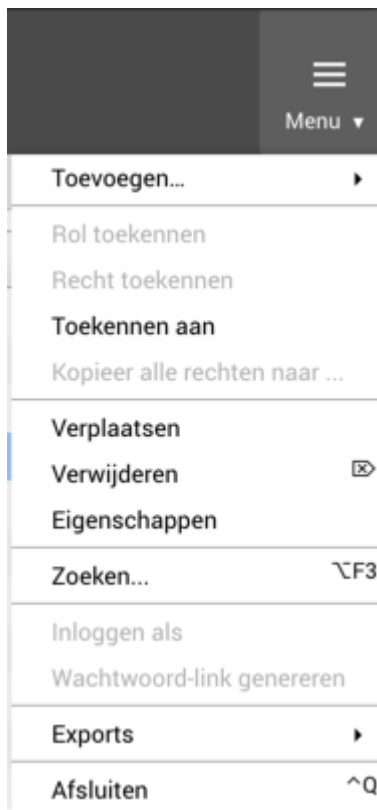 Menu ▾
Toevoegen...
Rol toekennen
Recht toekennen
Toekennen aan
Kopieer alle rechten naar ...
Verplaatsen
Verwijderen ⌦
Eigenschappen
Zoeken... ⌥F3
Inloggen als
Wachtwoord-link genereren
Exports
Afsluiten ^Q